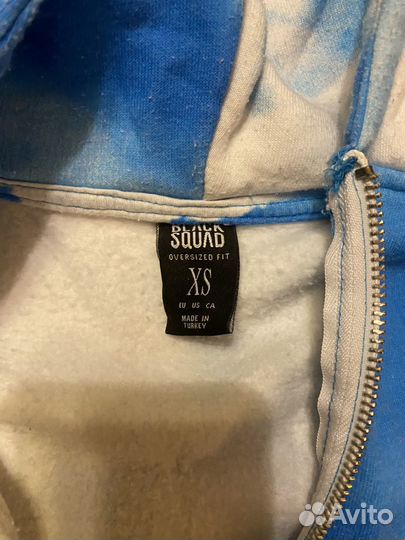 BLACK
SQUAD
OVERSIZED FIT
XS
EU US CA
MADE IN
TURKEY
Avito